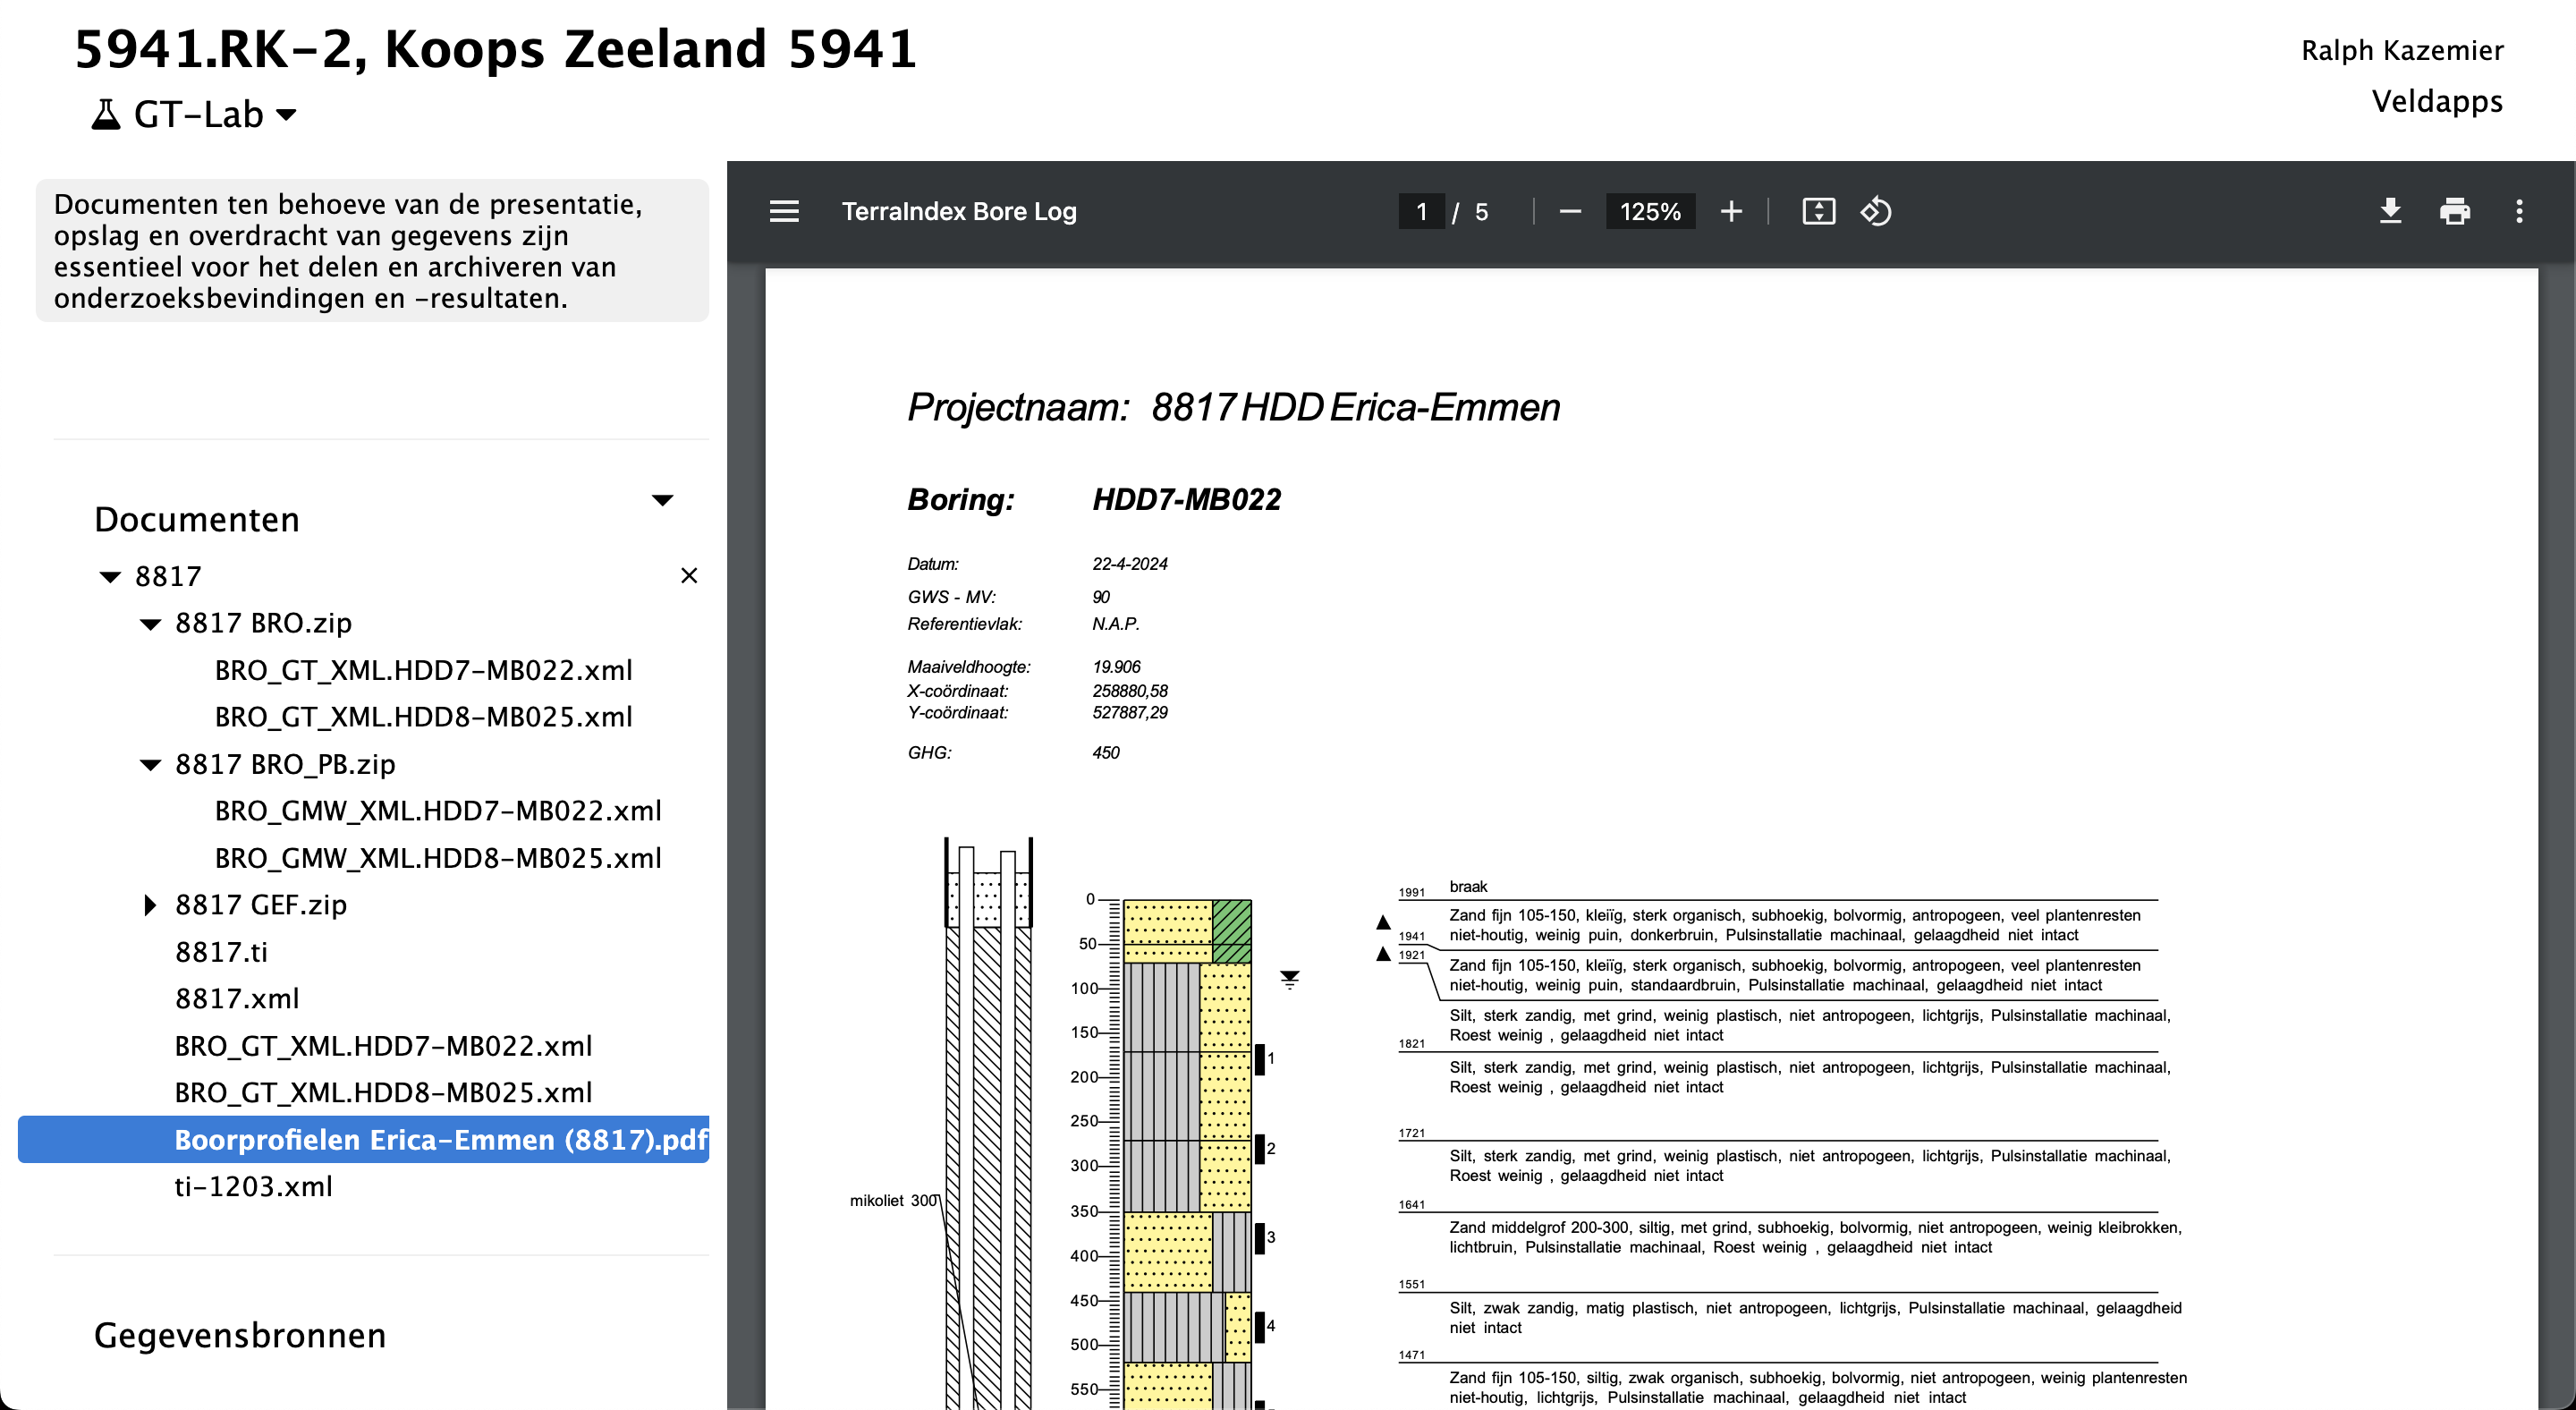 5941.RK-2, Koops Zeeland 5941
Ralph Kazemier
GT-Lab
Veldapps
Documenten ten behoeve van de presentatie,
opslag en overdracht van gegevens zijn
essentieel voor het delen en archiveren van
onderzoeksbevindingen en -resultaten.
Documenten
8817
×
8817 BRO.zip
BRO_GT_XML.HDD7-MB022.xml
BRO_GT_XML.HDD8-MB025.xml
8817 BRO_PB.zip
BRO_GMW_XML.HDD7-MB022.xml
BRO_GMW_XML.HDD8-MB025.xml
8817 GEF.zip
8817.ti
8817.xml
BRO_GT_XML.HDD7-MB022.xml
BRO_GT_XML.HDD8-MB025.xml
Boorprofielen Erica-Emmen (8817).pdf
ti-1203.xml
Gegevensbronnen
TerraIndex Bore Log
1 / 5
125%
Projectnaam: 8817 HDD Erica-Emmen
Boring: HDD7-MB022
Datum: 22-4-2024
GWS - MV: 90
Referentievlak: N.A.P.
Maaiveldhoogte: 19.906
X-coördinaat: 258880,58
Y-coördinaat: 527887,29
GHG: 450
mikoliet 300
0
50
100
150
200
250
300
350
400
450
500
550
1
2
3
4
1991
braak
Zand fijn 105-150, kleiïg, sterk organisch, subhoekig, bolvormig, antropogeen, veel plantenresten
niet-houtig, weinig puin, donkerbruin, Pulsinstallatie machinaal, gelaagdheid niet intact
1941
1921
Zand fijn 105-150, kleiïg, sterk organisch, subhoekig, bolvormig, antropogeen, veel plantenresten
niet-houtig, weinig puin, standaardbruin, Pulsinstallatie machinaal, gelaagdheid niet intact
Silt, sterk zandig, met grind, weinig plastisch, niet antropogeen, lichtgrijs, Pulsinstallatie machinaal,
Roest weinig , gelaagdheid niet intact
1821
Silt, sterk zandig, met grind, weinig plastisch, niet antropogeen, lichtgrijs, Pulsinstallatie machinaal,
Roest weinig , gelaagdheid niet intact
1721
Silt, sterk zandig, met grind, weinig plastisch, niet antropogeen, lichtgrijs, Pulsinstallatie machinaal,
Roest weinig , gelaagdheid niet intact
1641
Zand middelgrof 200-300, siltig, met grind, subhoekig, bolvormig, niet antropogeen, weinig kleibrokken,
lichtbruin, Pulsinstallatie machinaal, Roest weinig , gelaagdheid niet intact
1551
Silt, zwak zandig, matig plastisch, niet antropogeen, lichtgrijs, Pulsinstallatie machinaal, gelaagdheid
niet intact
1471
Zand fijn 105-150, siltig, zwak organisch, subhoekig, bolvormig, niet antropogeen, weinig plantenresten
niet-houtig, lichtgrijs, Pulsinstallatie machinaal, gelaagdheid niet intact